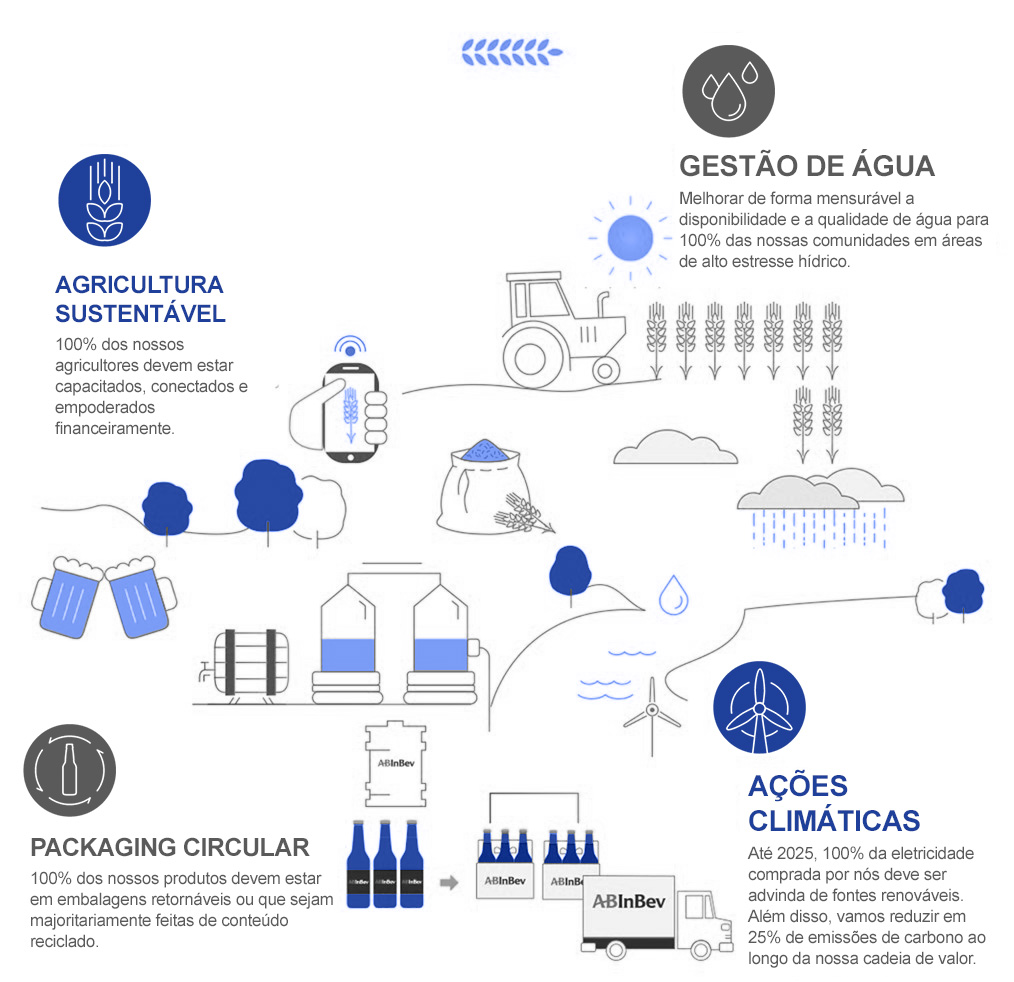 GESTÃO DE ÁGUA
Melhorar de forma mensurável a
disponibilidade e a qualidade de água para
100% das nossas comunidades em áreas
de alto estresse hídrico.
AGRICULTURA
SUSTENTÁVEL
100% dos nossos
agricultores devem estar
capacitados, conectados e
empoderados
financeiramente.
PACKAGING CIRCULAR
100% dos nossos produtos devem estar
em embalagens retornáveis ou que sejam
majoritariamente feitas de conteúdo
reciclado.
ABInBev
ABInBev ABInBev ABInBev
ABInBev
ABInBe
ABInBev
AÇÕES
CLIMÁTICAS
Até 2025, 100% da eletricidade
comprada por nós deve ser
advinda de fontes renováveis.
Além disso, vamos reduzir em
25% de emissões de carbono ao
longo da nossa cadeia de valor.